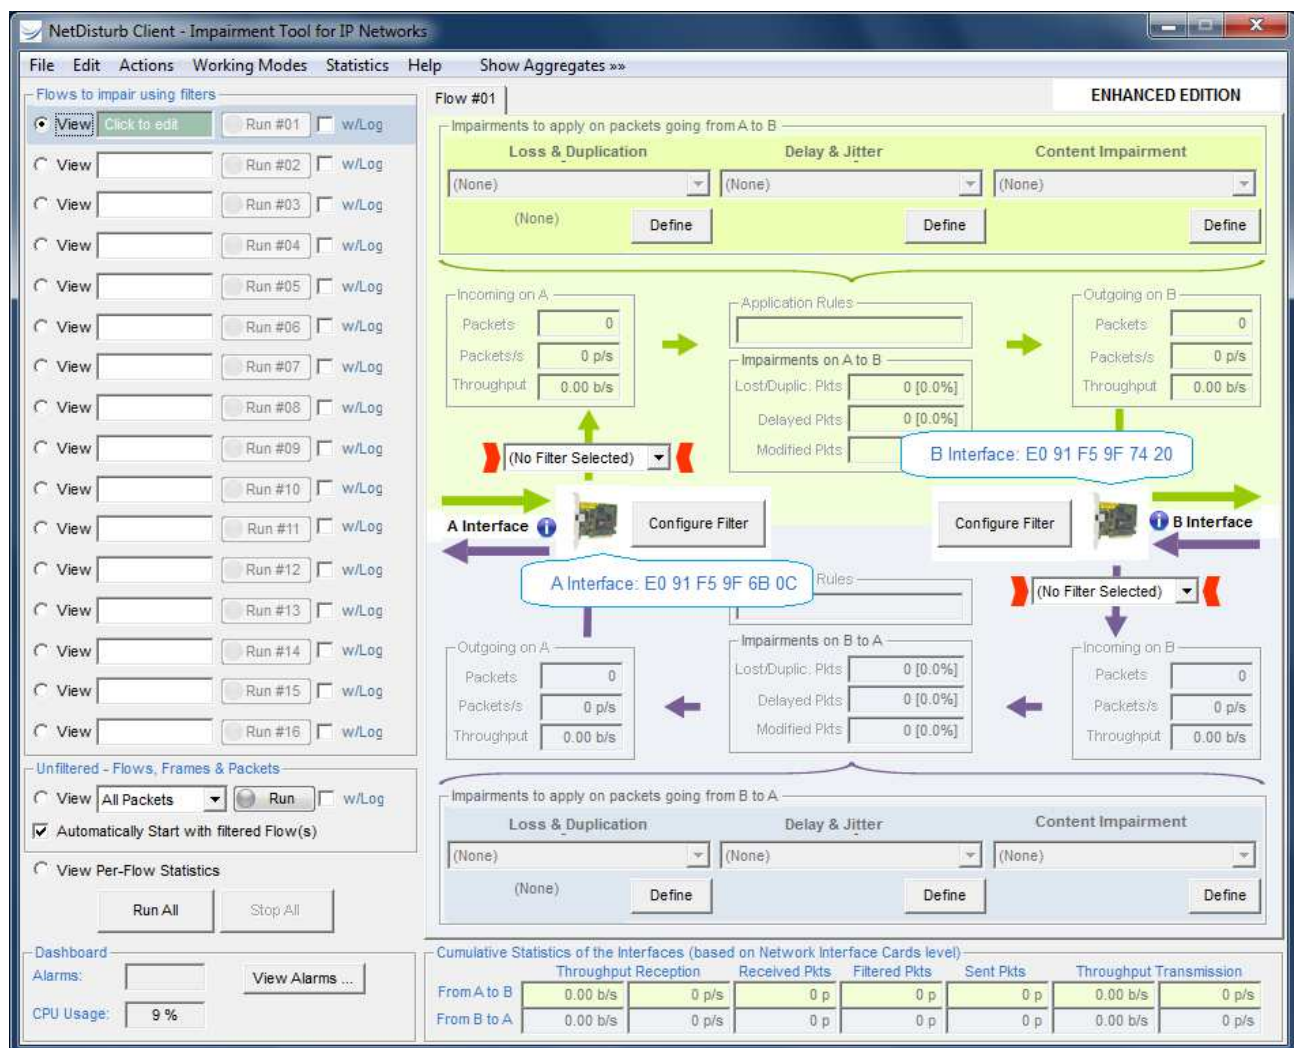 NetDisturb Client - Impairment Tool for IP Networks
File Edit Actions Working Modes Statistics Help Show Aggregates »»
Flows to impair using filters
View Click to edit Run #01 w/Log
View Run #02 w/Log
View Run #03 w/Log
View Run #04 w/Log
View Run #05 w/Log
View Run #06 w/Log
View Run #07 w/Log
View Run #08 w/Log
View Run #09 w/Log
View Run #10 w/Log
View Run #11 w/Log
View Run #12 w/Log
View Run #13 w/Log
View Run #14 w/Log
View Run #15 w/Log
View Run #16 w/Log
Unfiltered - Flows, Frames & Packets
View All Packets Run w/Log
Automatically Start with filtered Flow(s)
View Per-Flow Statistics
Run All Stop All
Dashboard
Alarms: View Alarms ...
CPU Usage: 9 %
Flow #01 ENHANCED EDITION
Impairments to apply on packets going from A to B
Loss & Duplication Delay & Jitter Content Impairment
(None) (None) (None)
(None) Define Define Define
Incoming on A
Packets 0
Packets/s 0 p/s
Throughput 0.00 b/s
Application Rules
Impairments on A to B
Lost/Duplic. Pkts 0 [0.0%]
Delayed Pkts 0 [0.0%]
Modified Pkts
Outgoing on B
Packets 0
Packets/s 0 p/s
Throughput 0.00 b/s
(No Filter Selected)
B Interface: E0 91 F5 9F 74 20
A Interface Configure Filter Configure Filter B Interface
A Interface: E0 91 F5 9F 6B 0C
Rules
(No Filter Selected)
Outgoing on A
Packets 0
Packets/s 0 p/s
Throughput 0.00 b/s
Impairments on B to A
Lost/Duplic. Pkts 0 [0.0%]
Delayed Pkts 0 [0.0%]
Modified Pkts 0 [0.0%]
Incoming on B
Packets 0
Packets/s 0 p/s
Throughput 0.00 b/s
Impairments to apply on packets going from B to A
Loss & Duplication Delay & Jitter Content Impairment
(None) (None) (None)
(None) Define Define Define
Cumulative Statistics of the Interfaces (based on Network Interface Cards level)
Throughput Reception Received Pkts Filtered Pkts Sent Pkts Throughput Transmission
From A to B 0.00 b/s 0 p/s 0 p 0 p 0 p 0.00 b/s 0 p/s
From B to A 0.00 b/s 0 p/s 0 p 0 p 0 p 0.00 b/s 0 p/s